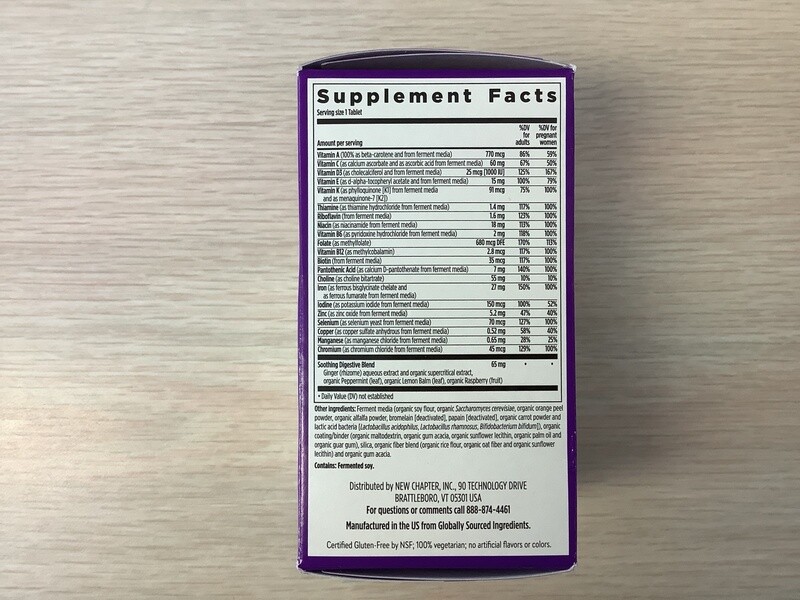 Supplement Facts
Serving size 1 Tablet
%DV %DV for
for pregnant
Amount per serving adults women
Vitamin A (100% as beta-carotene and from ferment media) 770 mcg 86% 59%
Vitamin C (as calcium ascorbate and as ascorbic acid from ferment media) 60 mg 67% 50%
Vitamin D3 (as cholecalciferol and from ferment media) 25 mcg [1000 IU] 125% 167%
Vitamin E (as d-alpha-tocopheryl acetate and from ferment media) 15 mg 100% 79%
Vitamin K (as phylloquinone [K1] from ferment media 91 mcg 75% 100%
and as menaquinone-7 [K2])
Thiamine (as thiamine hydrochloride from ferment media) 1.4 mg 117% 100%
Riboflavin (from ferment media) 1.6 mg 123% 100%
Niacin (as niacinamide from ferment media) 18 mg 113% 100%
Vitamin B6 (as pyridoxine hydrochloride from ferment media) 2 mg 118% 100%
Folate (as methylfolate) 680 mcg DFE 170% 113%
Vitamin B12 (as methylcobalamin) 2.8 mcg 117% 100%
Biotin (from ferment media) 35 mcg 117% 100%
Pantothenic Acid (as calcium D-pantothenate from ferment media) 7 mg 140% 100%
Choline (as choline bitartrate) 55 mg 10% 10%
Iron (as ferrous bisglycinate chelate and 27 mg 150% 100%
as ferrous fumarate from ferment media)
Iodine (as potassium iodide from ferment media) 150 mcg 100% 52%
Zinc (as zinc oxide from ferment media) 5.2 mg 47% 40%
Selenium (as selenium yeast from ferment media) 70 mcg 127% 100%
Copper (as copper sulfate anhydrous from ferment media) 0.52 mg 58% 40%
Manganese (as manganese chloride from ferment media) 0.65 mg 28% 25%
Chromium (as chromium chloride from ferment media) 45 mcg 129% 100%
Soothing Digestive Blend 65 mg • •
Ginger (rhizome) aqueous extract and organic supercritical extract,
organic Peppermint (leaf), organic Lemon Balm (leaf), organic Raspberry (fruit)
• Daily Value (DV) not established
Other ingredients: Ferment media (organic soy flour, organic Saccharomyces cerevisiae, organic orange peel
powder, organic alfalfa powder, bromelain [deactivated], papain [deactivated], organic carrot powder and
lactic acid bacteria [Lactobacillus acidophilus, Lactobacillus rhamnosus, Bifidobacterium bifidum]), organic
coating/binder (organic maltodextrin, organic gum acacia, organic sunflower lecithin, organic palm oil and
organic guar gum), silica, organic fiber blend (organic rice flour, organic oat fiber and organic sunflower
lecithin) and organic gum acacia.
Contains: Fermented soy.
Distributed by NEW CHAPTER, INC., 90 TECHNOLOGY DRIVE
BRATTLEBORO, VT 05301 USA
For questions or comments call 888-874-4461
Manufactured in the US from Globally Sourced Ingredients.
Certified Gluten-Free by NSF; 100% vegetarian; no artificial flavors or colors.